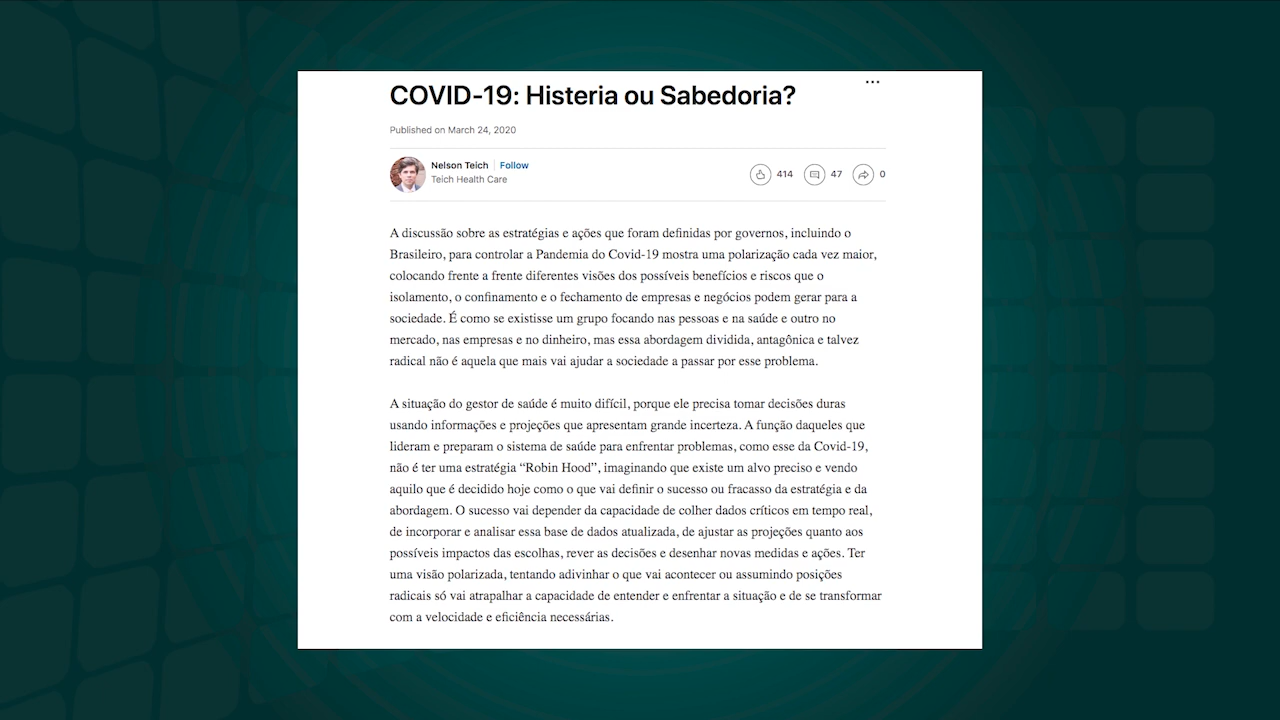 COVID-19: Histeria ou Sabedoria?
Published on March 24, 2020
Nelson Teich Follow
Teich Health Care
414 47 0
A discussão sobre as estratégias e ações que foram definidas por governos, incluindo o
Brasileiro, para controlar a Pandemia do Covid-19 mostra uma polarização cada vez maior,
colocando frente a frente diferentes visões dos possíveis benefícios e riscos que o
isolamento, o confinamento e o fechamento de empresas e negócios podem gerar para a
sociedade. É como se existisse um grupo focando nas pessoas e na saúde e outro no
mercado, nas empresas e no dinheiro, mas essa abordagem dividida, antagônica e talvez
radical não é aquela que mais vai ajudar a sociedade a passar por esse problema.
A situação do gestor de saúde é muito difícil, porque ele precisa tomar decisões duras
usando informações e projeções que apresentam grande incerteza. A função daqueles que
lideram e preparam o sistema de saúde para enfrentar problemas, como esse da Covid-19,
não é ter uma estratégia “Robin Hood”, imaginando que existe um alvo preciso e vendo
aquilo que é decidido hoje como o que vai definir o sucesso ou fracasso da estratégia e da
abordagem. O sucesso vai depender da capacidade de colher dados críticos em tempo real,
de incorporar e analisar essa base de dados atualizada, de ajustar as projeções quanto aos
possíveis impactos das escolhas, rever as decisões e desenhar novas medidas e ações. Ter
uma visão polarizada, tentando adivinhar o que vai acontecer ou assumindo posições
radicais só vai atrapalhar a capacidade de entender e enfrentar a situação e de se transformar
com a velocidade e eficiência necessárias.